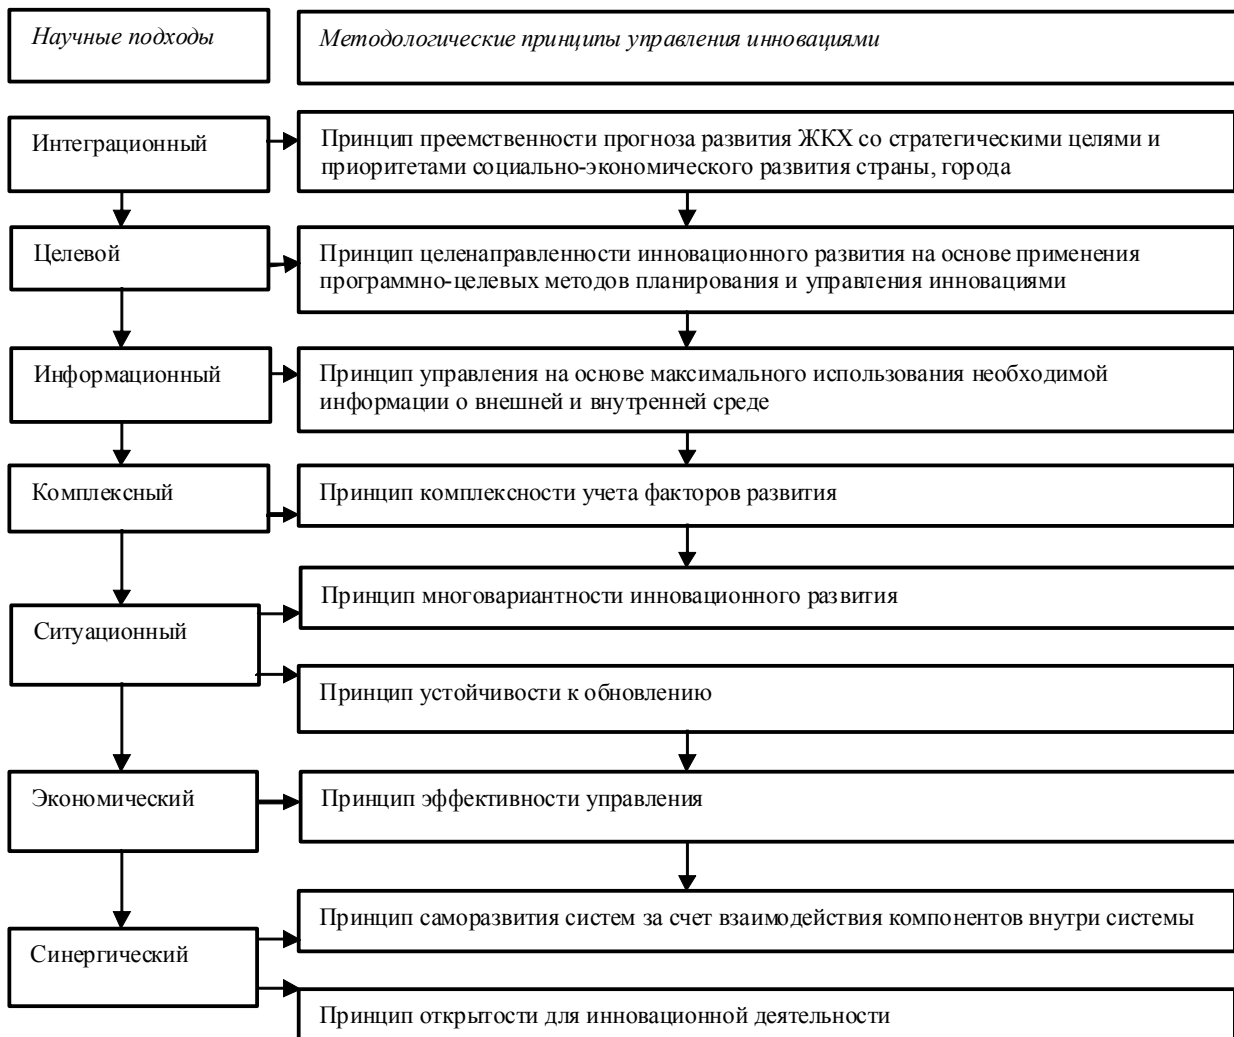 Научные подходы
Методологические принципы управления инновациями
Интеграционный
Принцип преемственности прогноза развития ЖКХ со стратегическими целями и
приоритетами социально-экономического развития страны, города
Целевой
Принцип целенаправленности инновационного развития на основе применения
программно-целевых методов планирования и управления инновациями
Информационный
Принцип управления на основе максимального использования необходимой
информации о внешней и внутренней среде
Комплексный
Принцип комплексности учета факторов развития
Ситуационный
Принцип многовариантности инновационного развития
Принцип устойчивости к обновлению
Экономический
Принцип эффективности управления
Синергический
Принцип саморазвития систем за счет взаимодействия компонентов внутри системы
Принцип открытости для инновационной деятельности